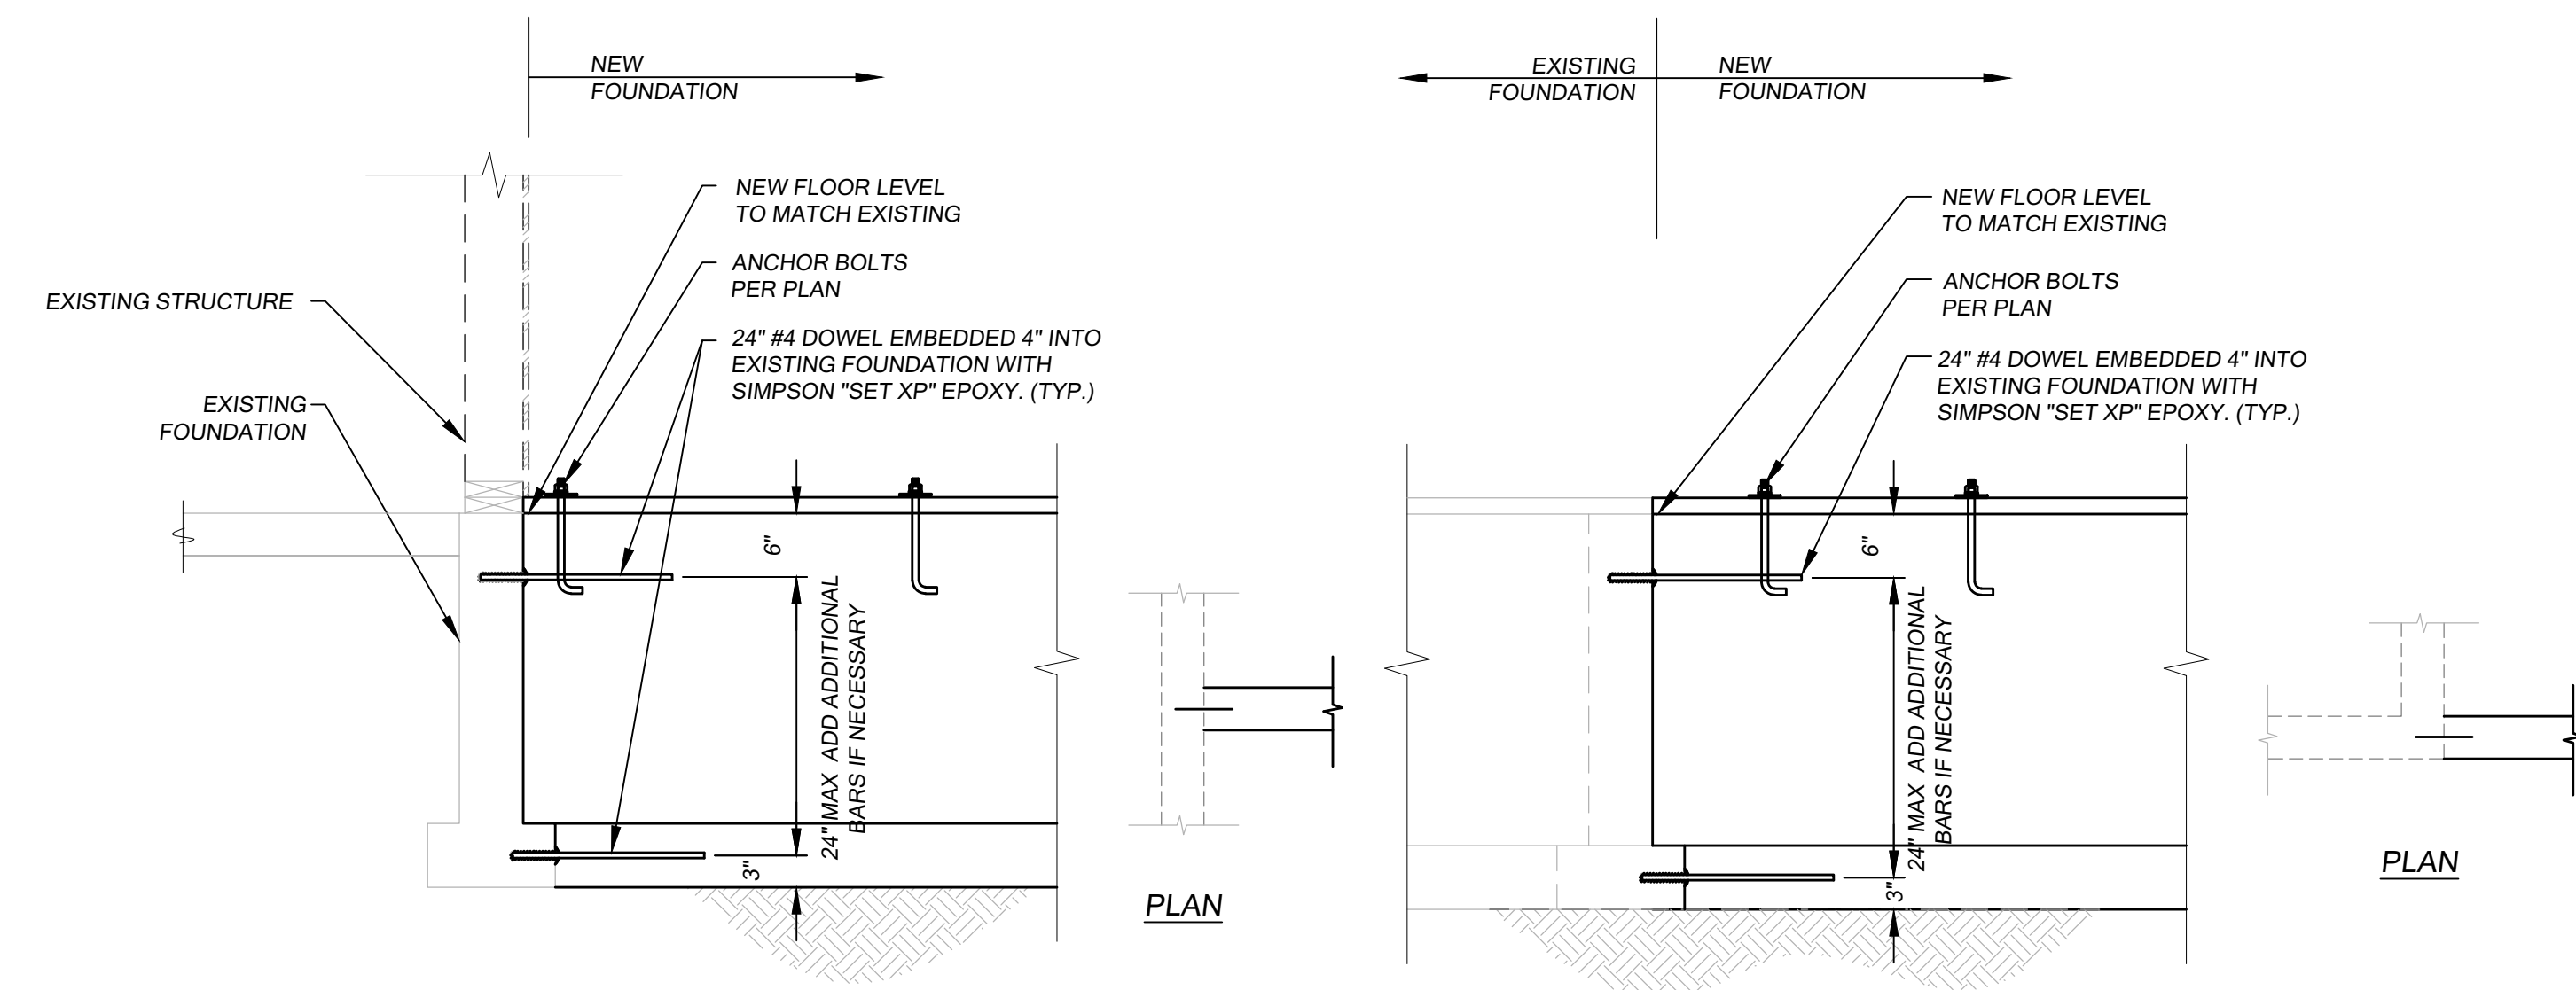 NEW
FOUNDATION
NEW FLOOR LEVEL
TO MATCH EXISTING
ANCHOR BOLTS
PER PLAN
EXISTING STRUCTURE
24" #4 DOWEL EMBEDDED 4" INTO
EXISTING FOUNDATION WITH
SIMPSON "SET XP" EPOXY. (TYP.)
EXISTING
FOUNDATION
6"
24" MAX ADD ADDITIONAL
BARS IF NECESSARY
3"
PLAN
EXISTING
FOUNDATION
NEW
FOUNDATION
NEW FLOOR LEVEL
TO MATCH EXISTING
ANCHOR BOLTS
PER PLAN
24" #4 DOWEL EMBEDDED 4" INTO
EXISTING FOUNDATION WITH
SIMPSON "SET XP" EPOXY. (TYP.)
6"
24" MAX ADD ADDITIONAL
BARS IF NECESSARY
3"
PLAN